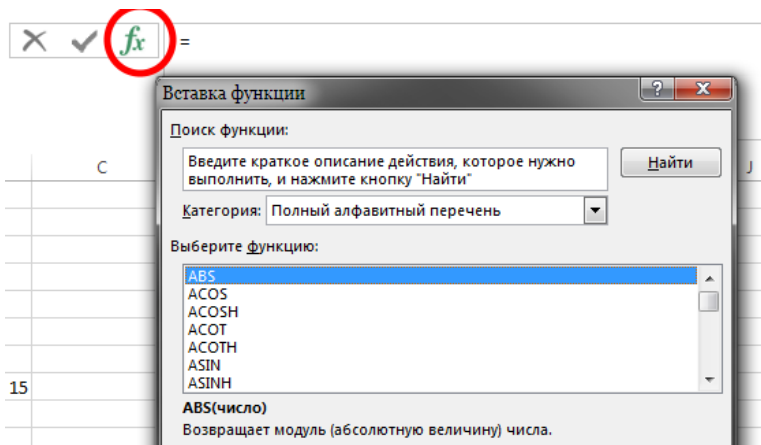 fx =
Вставка функции ? X
Поиск функции:
Введите краткое описание действия, которое нужно
выполнить, и нажмите кнопку "Найти"
Найти
C
J
Категория: Полный алфавитный перечень
Выберите функцию:
ABS
ACOS
ACOSH
ACOT
ACOTH
ASIN
ASINH
15
ABS(число)
Возвращает модуль (абсолютную величину) числа.